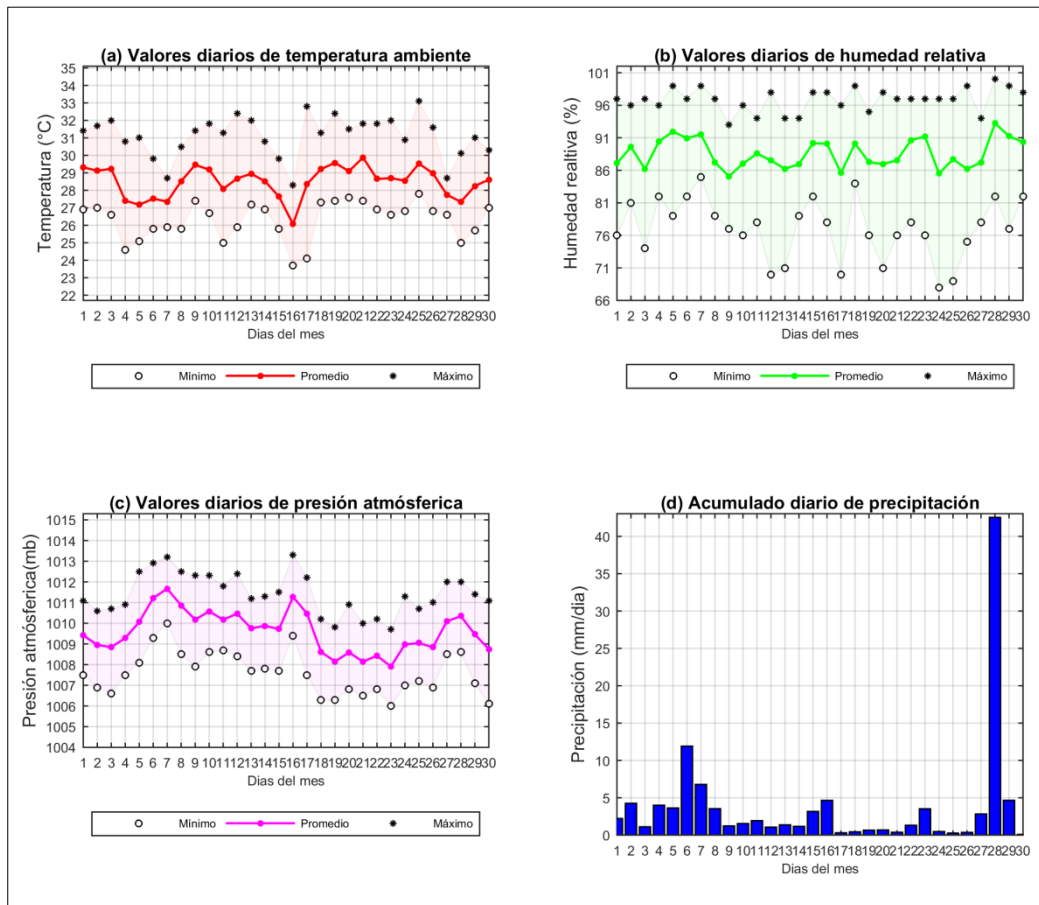 (a) Valores diarios de temperatura ambiente
35
34
33
32
31
30
29
28
27
26
25
24
23
22
Temperatura (°C)
1 2 3 4 5 6 7 8 9 10 11 12 13 14 15 16 17 18 19 20 21 22 23 24 25 26 27 28 29 30
Dias del mes
Mínimo Promedio Máximo
(b) Valores diarios de humedad relativa
101
96
91
86
81
76
71
66
Humedad realtiva (%)
1 2 3 4 5 6 7 8 9 10 11 12 13 14 15 16 17 18 19 20 21 22 23 24 25 26 27 28 29 30
Dias del mes
Mínimo Promedio Máximo
(c) Valores diarios de presión atmósferica
1015
1014
1013
1012
1011
1010
1009
1008
1007
1006
1005
1004
Presión atmósferica(mb)
1 2 3 4 5 6 7 8 9 10 11 12 13 14 15 16 17 18 19 20 21 22 23 24 25 26 27 28 29 30
Dias del mes
Mínimo Promedio Máximo
(d) Acumulado diario de precipitación
40
35
30
25
20
15
10
5
0
Precipitación (mm/dia)
1 2 3 4 5 6 7 8 9 10 11 12 13 14 15 16 17 18 19 20 21 22 23 24 25 26 27 28 29 30
Dias del mes